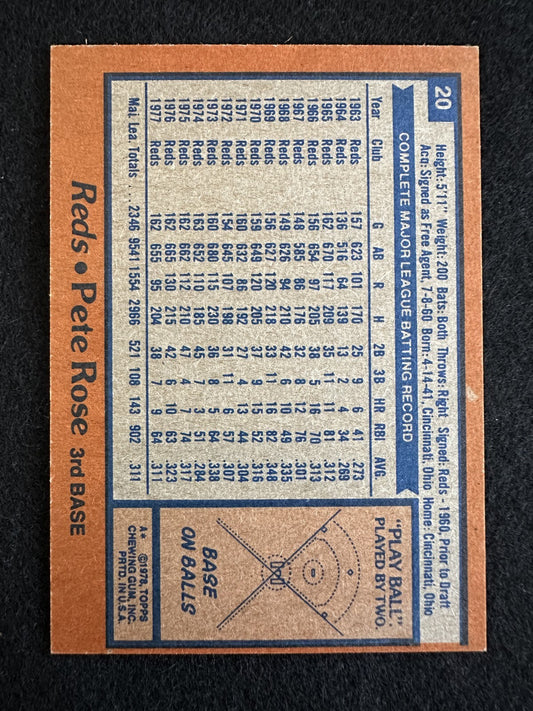 20
Height: 5'11" Weight: 200 Bats: Both Throws: Right Signed: Reds - 1960, Prior to Draft
Acq: Signed as Free Agent, 7-8-60 Born: 4-14-41, Cincinnati, Ohio Home: Cincinnati, Ohio
COMPLETE MAJOR LEAGUE BATTING RECORD
Year Club G AB R H 2B 3B HR RBI AVG
1963 Reds 157 623 101 170 25 9 6 41 .273
1964 Reds 136 516 64 139 13 2 4 34 .269
1965 Reds 162 670 117 209 35 11 11 81 .312
1966 Reds 156 654 97 205 38 5 16 70 .313
1967 Reds 148 585 86 176 32 8 12 76 .301
1968 Reds 149 626 94 210 42 6 10 49 .335
1969 Reds 156 627 120 218 33 11 16 82 .348
1970 Reds 159 649 120 205 37 9 15 52 .316
1971 Reds 160 632 86 192 27 4 13 44 .304
1972 Reds 154 645 107 198 31 11 6 57 .307
1973 Reds 160 680 115 230 36 8 5 64 .338
1974 Reds 163 652 110 185 45 7 3 51 .284
1975 Reds 162 662 112 210 47 4 7 74 .317
1976 Reds 162 665 130 215 42 6 10 63 .323
1977 Reds 162 655 95 204 38 7 9 64 .311
Maj. Lea. Totals ... 2346 9541 1554 2966 521 108 143 902 .311
"PLAY BALL".
PLAYED BY TWO.
BASE
ON BALLS
Reds • Pete Rose 3rd BASE
A* ©1978, TOPPS
CHEWING GUM, INC.
PRTD. IN U.S.A.